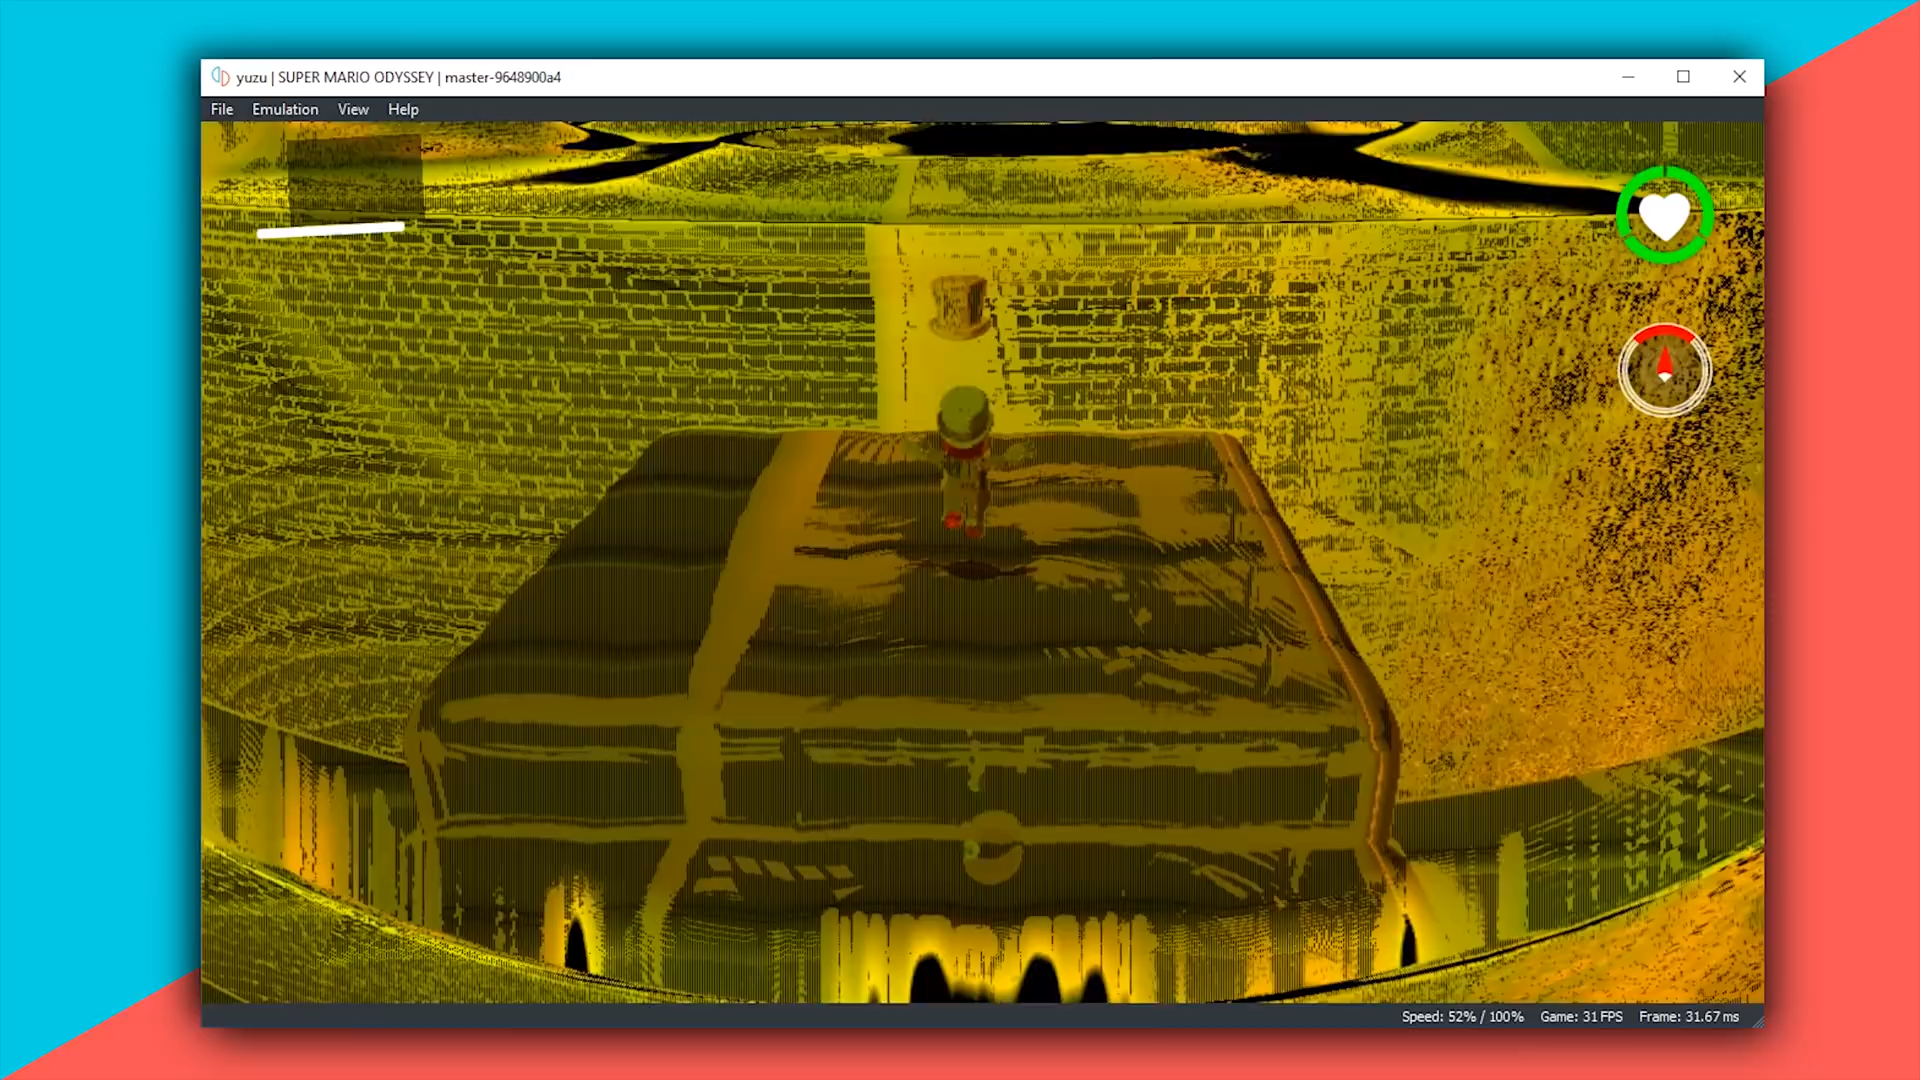 yuzu | SUPER MARIO ODYSSEY | master-9648900a4
File Emulation View Help
Speed: 52% / 100% Game: 31 FPS Frame: 31.67 ms